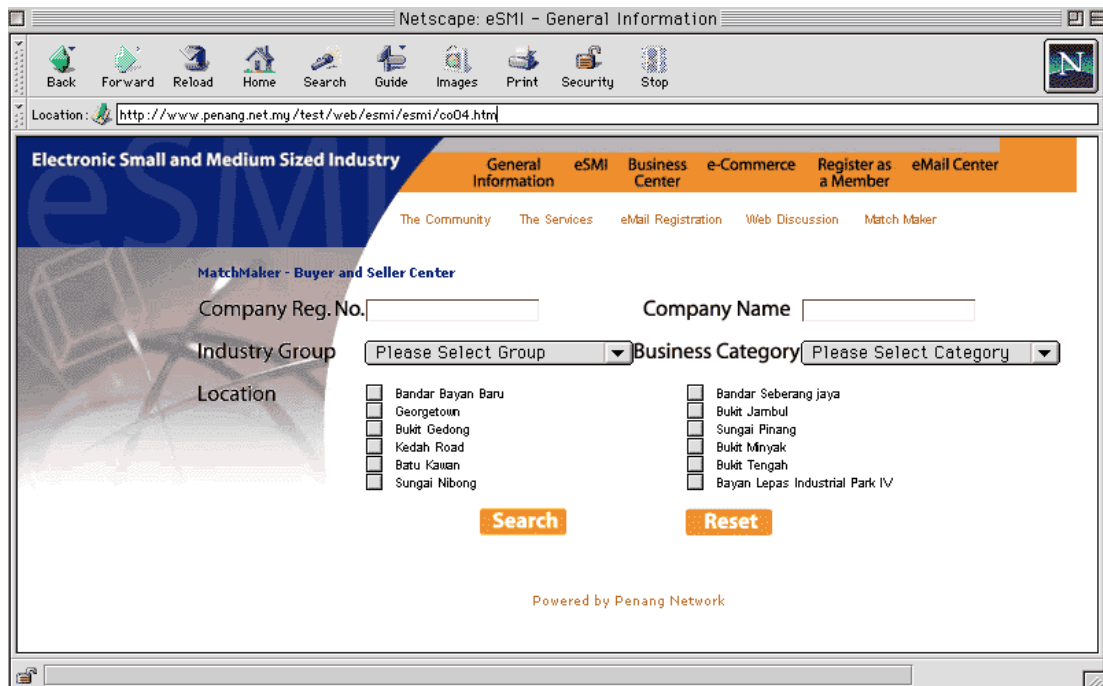 Netscape: eSMI – General Information
Back Forward Reload Home Search Guide Images Print Security Stop
N
Location: http://www.penang.net.my/test/web/esmi/esmi/co04.htm
eSMI
Electronic Small and Medium Sized Industry
General Information eSMI Business Center e-Commerce Register as a Member eMail Center
The Community The Services eMail Registration Web Discussion Match Maker
MatchMaker - Buyer and Seller Center
Company Reg. No. Company Name
Industry Group Please Select Group Business Category Please Select Category
Location Bandar Bayan Baru Bandar Seberang jaya
Georgetown Bukit Jambul
Bukit Gedong Sungai Pinang
Kedah Road Bukit Minyak
Batu Kawan Bukit Tengah
Sungai Nibong Bayan Lepas Industrial Park IV
Search Reset
Powered by Penang Network